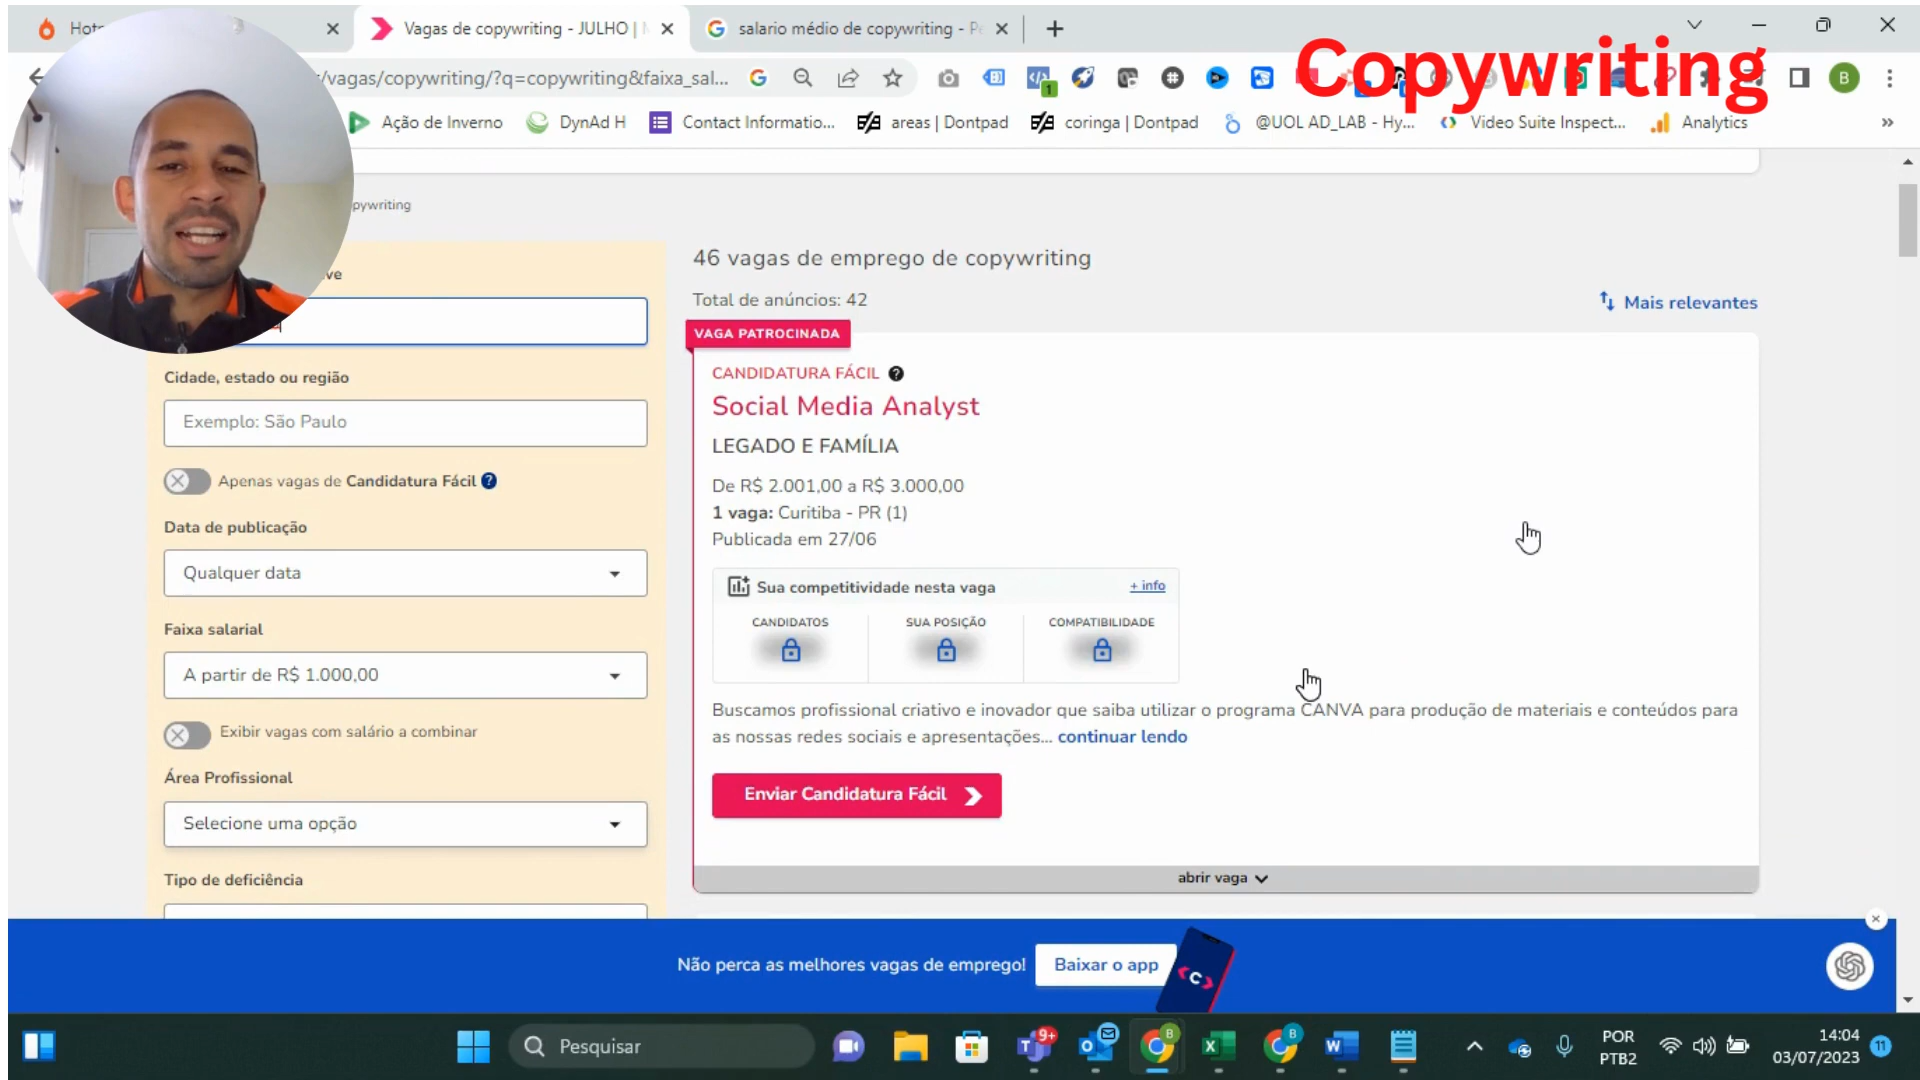 Hot
Vagas de copywriting - JULHO |
salario médio de copywriting - Pe
Copywriting
/vagas/copywriting/?q=copywriting&faixa_sal...
B
Ação de Inverno
DynAd H
Contact Informatio...
areas | Dontpad
coringa | Dontpad
@UOL AD_LAB - Hy...
Video Suite Inspect...
Analytics
pywriting
46 vagas de emprego de copywriting
Total de anúncios: 42
Mais relevantes
ve
Cidade, estado ou região
Exemplo: São Paulo
Apenas vagas de Candidatura Fácil ?
Data de publicação
Qualquer data
Faixa salarial
A partir de R$ 1.000,00
Exibir vagas com salário a combinar
Área Profissional
Selecione uma opção
Tipo de deficiência
VAGA PATROCINADA
CANDIDATURA FÁCIL ?
Social Media Analyst
LEGADO E FAMÍLIA
De R$ 2.001,00 a R$ 3.000,00
1 vaga: Curitiba - PR (1)
Publicada em 27/06
Sua competitividade nesta vaga
+ info
CANDIDATOS
SUA POSIÇÃO
COMPATIBILIDADE
Buscamos profissional criativo e inovador que saiba utilizar o programa CANVA para produção de materiais e conteúdos para
as nossas redes sociais e apresentações... continuar lendo
Enviar Candidatura Fácil
abrir vaga
Não perca as melhores vagas de emprego!
Baixar o app
Pesquisar
9+
B
B
POR
PTB2
14:04
03/07/2023
11